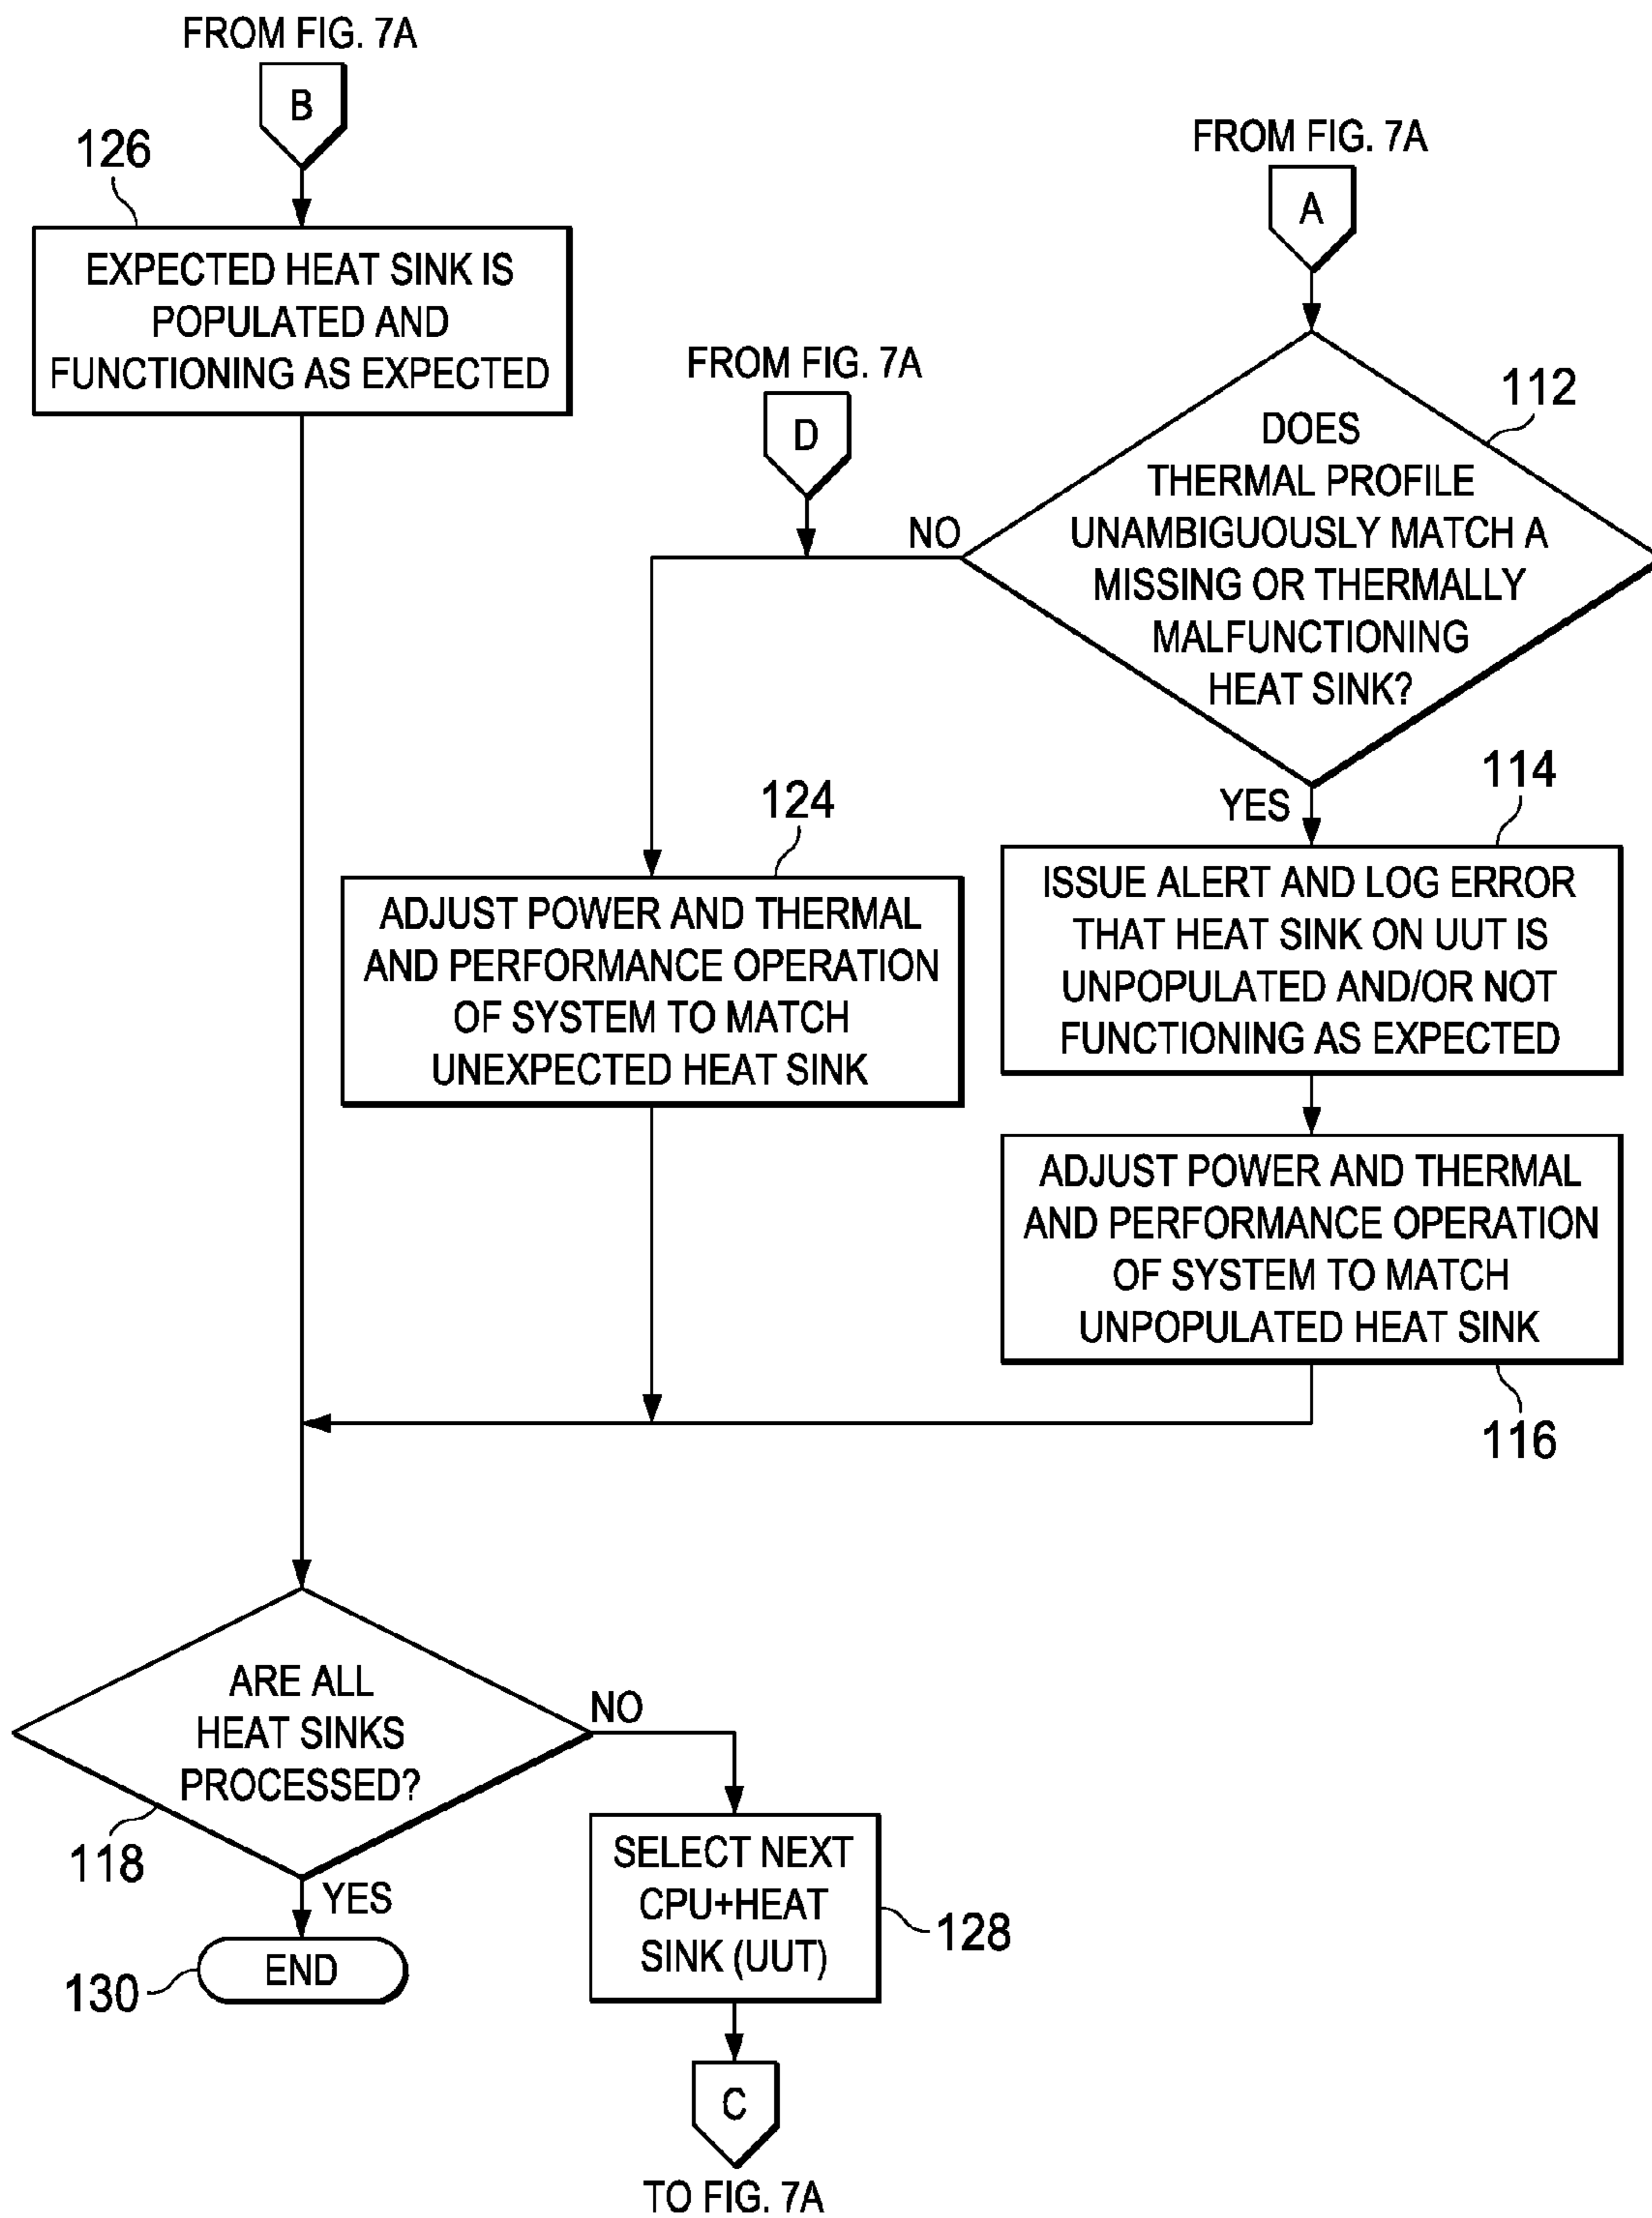 FROM FIG. 7A
B
126
EXPECTED HEAT SINK IS
POPULATED AND
FUNCTIONING AS EXPECTED
FROM FIG. 7A
A
FROM FIG. 7A
D
112
DOES
THERMAL PROFILE
UNAMBIGUOUSLY MATCH A
MISSING OR THERMALLY
MALFUNCTIONING
HEAT SINK?
NO
YES
124
ADJUST POWER AND THERMAL
AND PERFORMANCE OPERATION
OF SYSTEM TO MATCH
UNEXPECTED HEAT SINK
114
ISSUE ALERT AND LOG ERROR
THAT HEAT SINK ON UUT IS
UNPOPULATED AND/OR NOT
FUNCTIONING AS EXPECTED
ADJUST POWER AND THERMAL
AND PERFORMANCE OPERATION
OF SYSTEM TO MATCH
UNPOPULATED HEAT SINK
116
ARE ALL
HEAT SINKS
PROCESSED?
118
NO
YES
END
130
SELECT NEXT
CPU+HEAT
SINK (UUT)
128
C
TO FIG. 7A